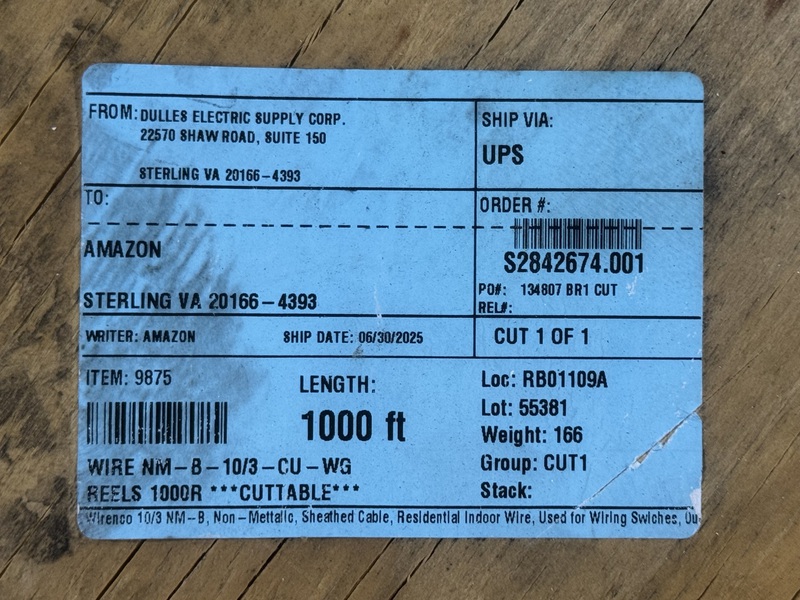 FROM: DULLES ELECTRIC SUPPLY CORP.
22570 SHAW ROAD, SUITE 150
STERLING VA 20166-4393
SHIP VIA:
UPS
TO:
AMAZON
STERLING VA 20166-4393
ORDER #:
S2842674.001
PO#: 134807 BR1 CUT
REL#:
WRITER: AMAZON SHIP DATE: 06/30/2025
CUT 1 OF 1
ITEM: 9875
LENGTH:
1000 ft
WIRE NM-B-10/3-CU-WG
REELS 1000R ***CUTTABLE***
Loc: RB01109A
Lot: 55381
Weight: 166
Group: CUT1
Stack:
Wirenco 10/3 NM-B, Non-Mettalic, Sheathed Cable, Residential Indoor Wire, Used for Wiring Swiches,